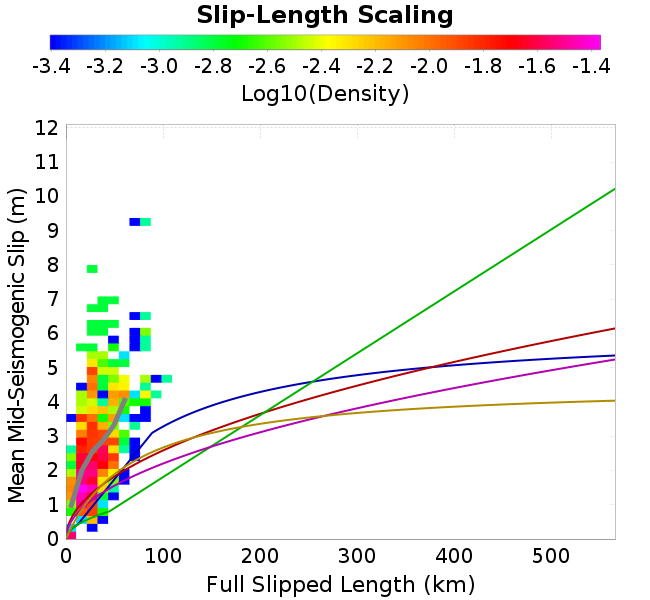 Slip-Length Scaling
-3.4 -3.2 -3.0 -2.8 -2.6 -2.4 -2.2 -2.0 -1.8 -1.6 -1.4
Log10(Density)
12
11
10
9
8
7
6
5
4
3
2
1
0
Mean Mid-Seismogenic Slip (m)
0 100 200 300 400 500
Full Slipped Length (km)